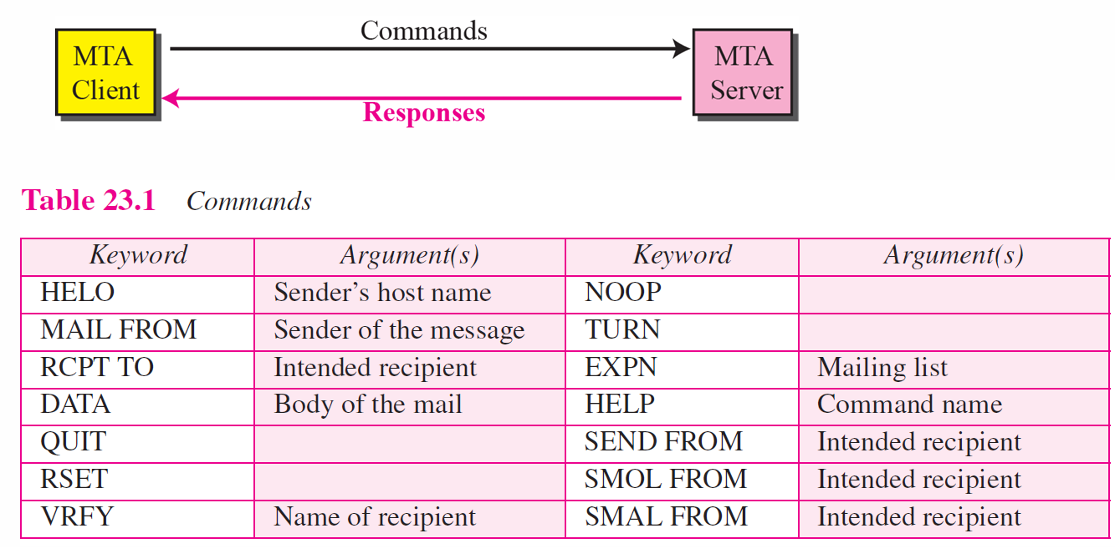 Commands
MTA Client
MTA Server
Responses
Table 23.1 Commands
Keyword Argument(s) Keyword Argument(s)
HELO Sender’s host name NOOP
MAIL FROM Sender of the message TURN
RCPT TO Intended recipient EXPN Mailing list
DATA Body of the mail HELP Command name
QUIT SEND FROM Intended recipient
RSET SMOL FROM Intended recipient
VRFY Name of recipient SMAL FROM Intended recipient